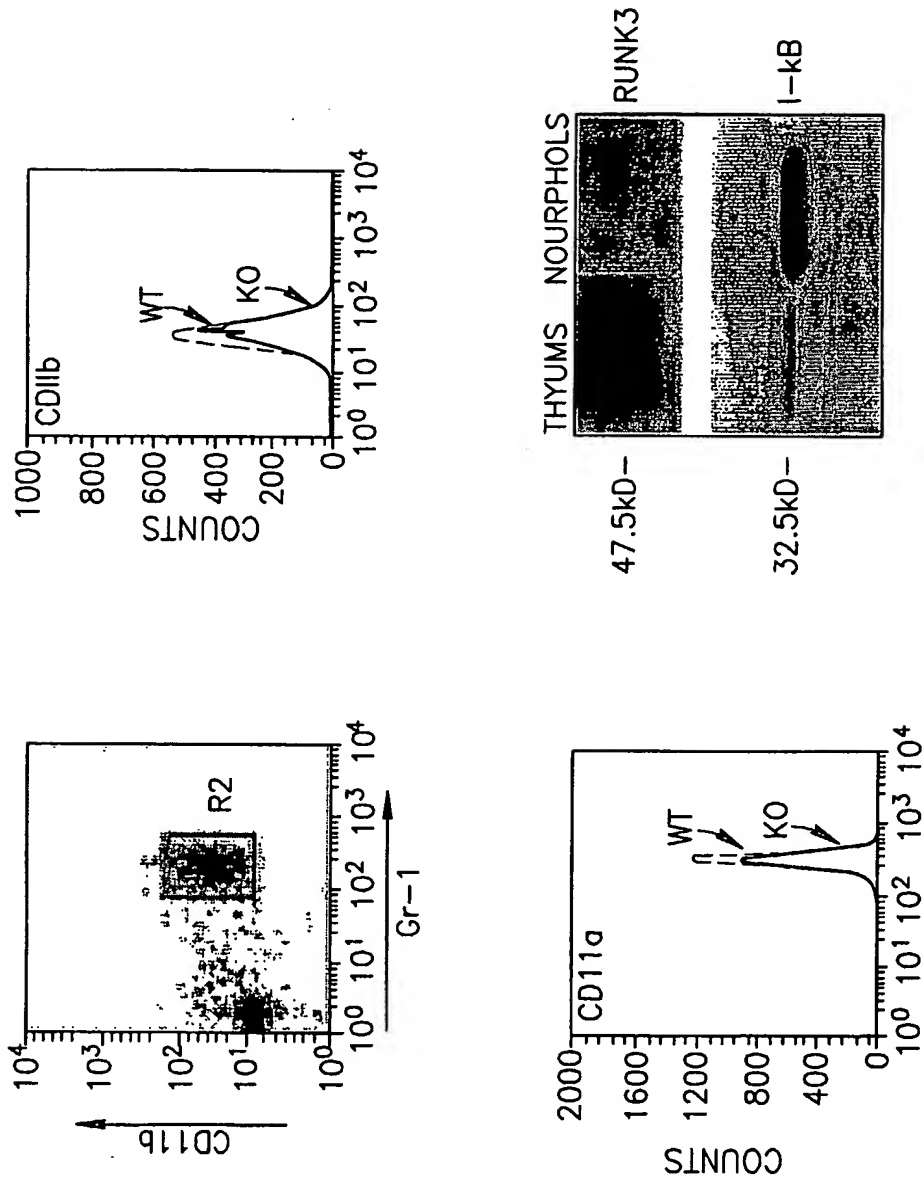 10⁴
10³
10²
10¹
10⁰
CD11b
R2
10⁰ 10¹ 10² 10³ 10⁴
Gr-1
CDIIb
1000
800
600
400
200
0
COUNTS
WT
KO
10⁰ 10¹ 10² 10³ 10⁴
CD11a
2000
1600
1200
800
400
0
COUNTS
WT
KO
10⁰ 10¹ 10² 10³ 10⁴
THYUMS NOURPHOLS
47.5kD- RUNK3
32.5kD- I-kB